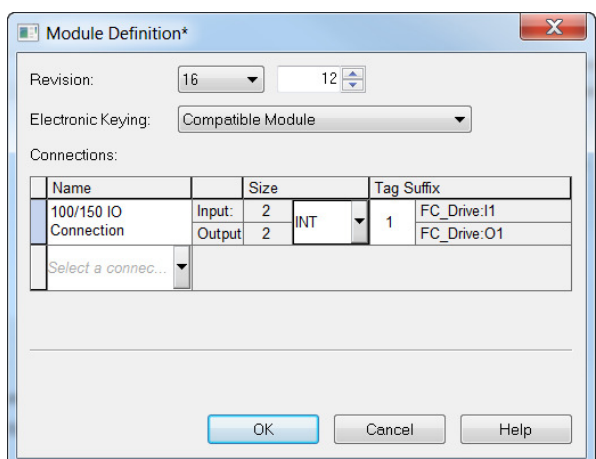 Module Definition*
Revision: 16 12
Electronic Keying: Compatible Module
Connections:
Name Size Tag Suffix
100/150 IO Connection Input: 2 INT 1 FC_Drive:I1
Output 2 FC_Drive:O1
Select a connec...
OK Cancel Help